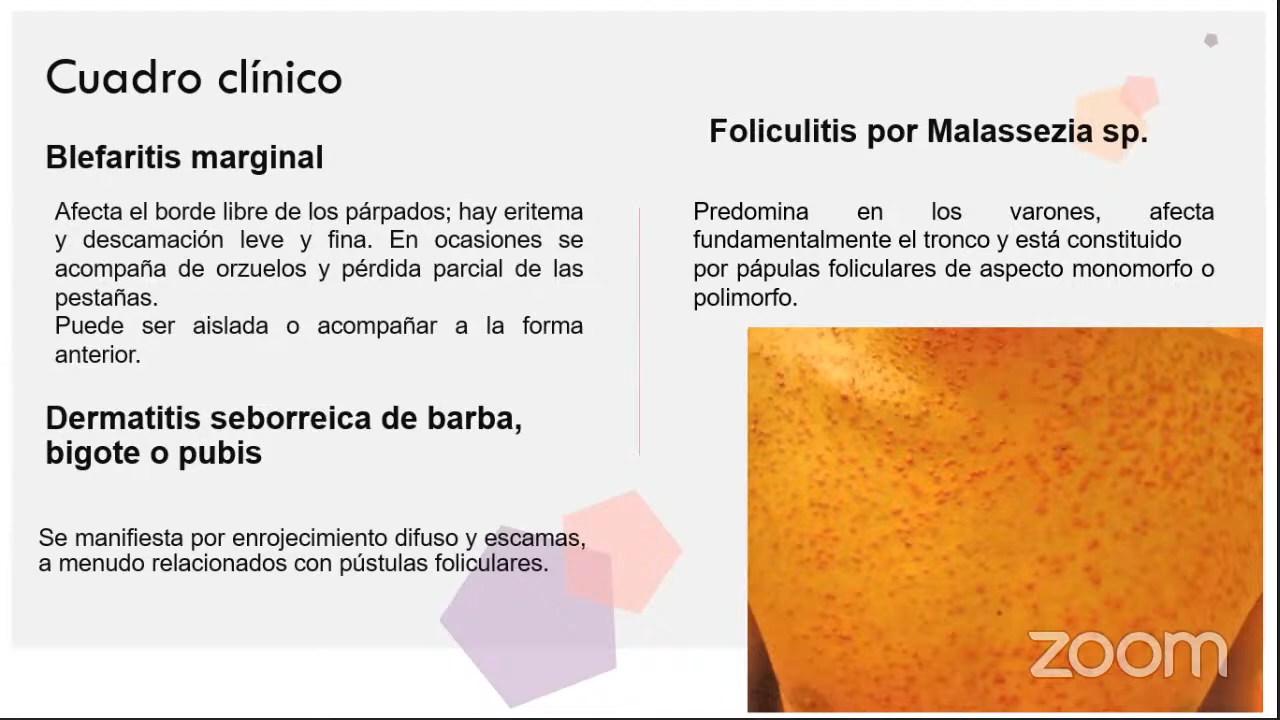 Cuadro clínico
Blefaritis marginal
Afecta el borde libre de los párpados; hay eritema
y descamación leve y fina. En ocasiones se
acompaña de orzuelos y pérdida parcial de las
pestañas.
Puede ser aislada o acompañar a la forma
anterior.
Dermatitis seborreica de barba,
bigote o pubis
Se manifiesta por enrojecimiento difuso y escamas,
a menudo relacionados con pústulas foliculares.
Foliculitis por Malassezia sp.
Predomina en los varones, afecta
fundamentalmente el tronco y está constituido
por pápulas foliculares de aspecto monomorfo o
polimorfo.
zoom